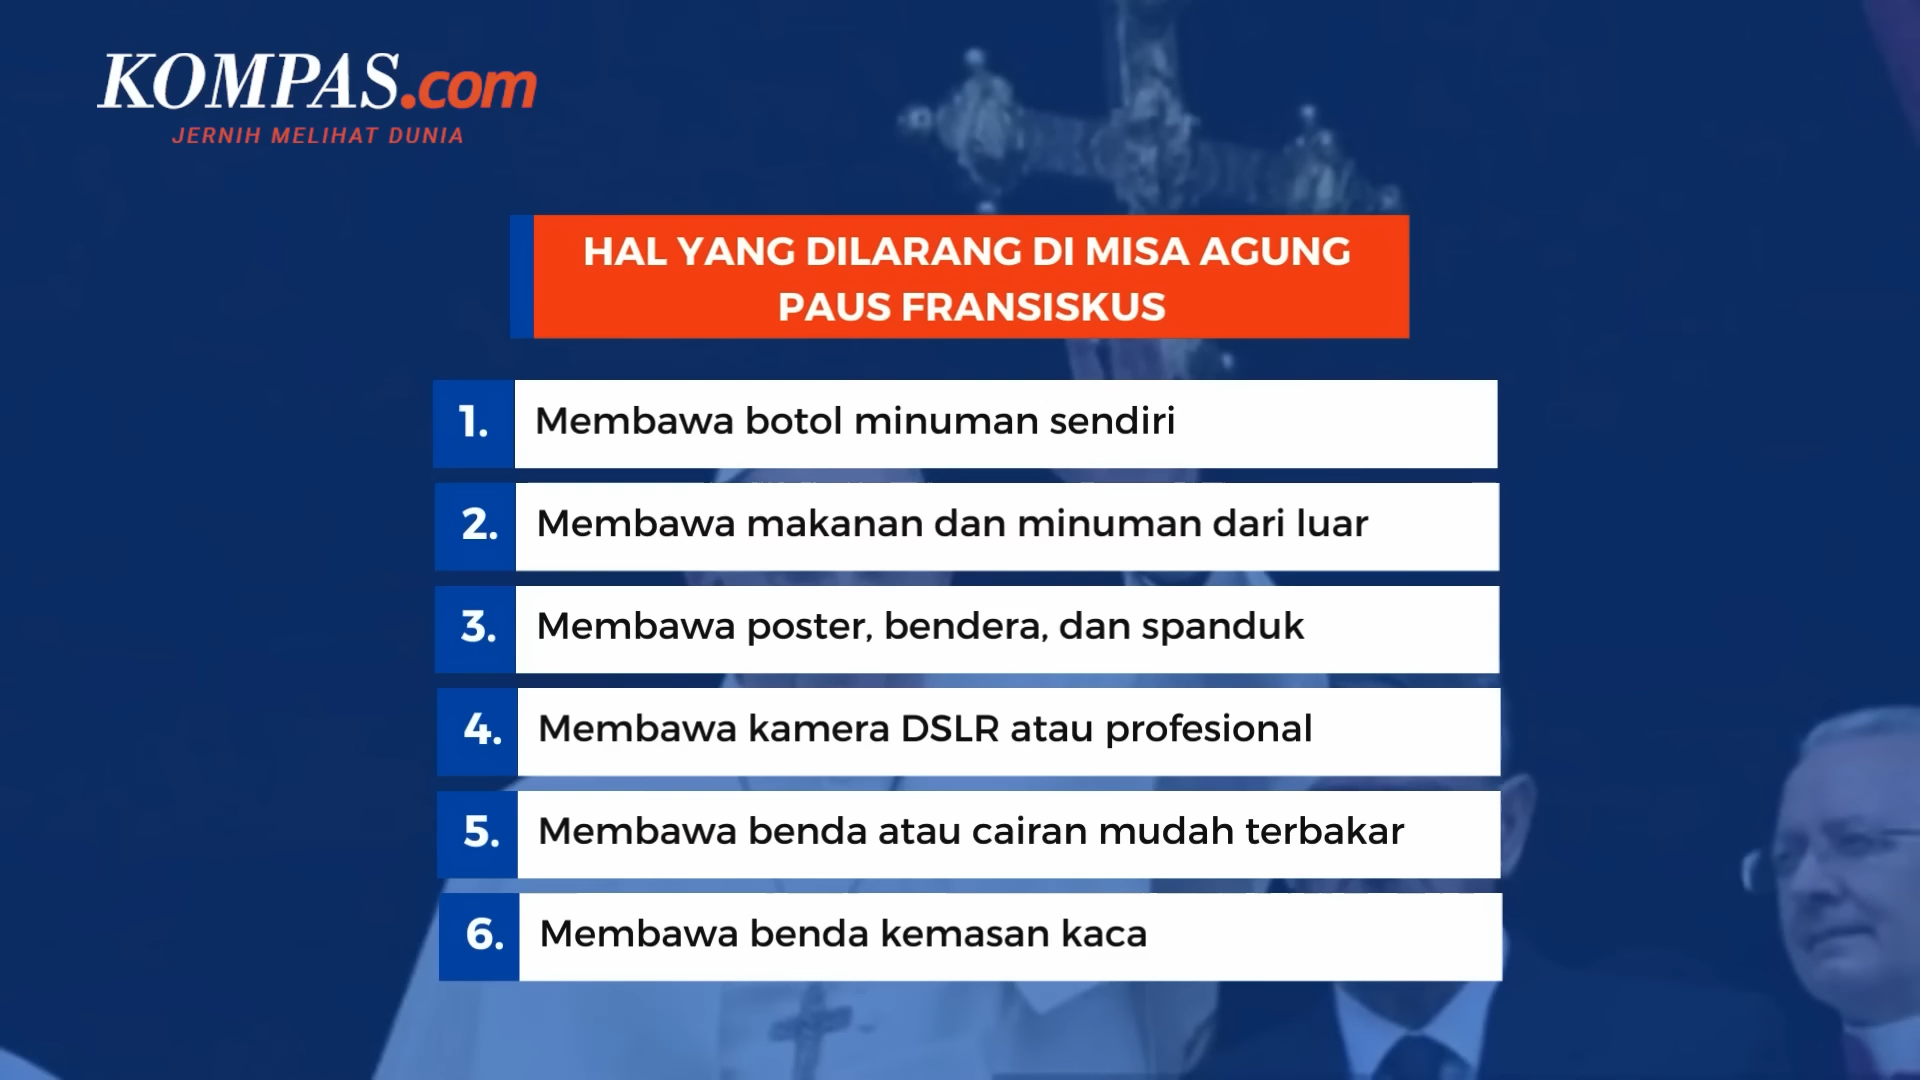 KOMPAS.com
JERNIH MELIHAT DUNIA
HAL YANG DILARANG DI MISA AGUNG
PAUS FRANSISKUS
1. Membawa botol minuman sendiri
2. Membawa makanan dan minuman dari luar
3. Membawa poster, bendera, dan spanduk
4. Membawa kamera DSLR atau profesional
5. Membawa benda atau cairan mudah terbakar
6. Membawa benda kemasan kaca